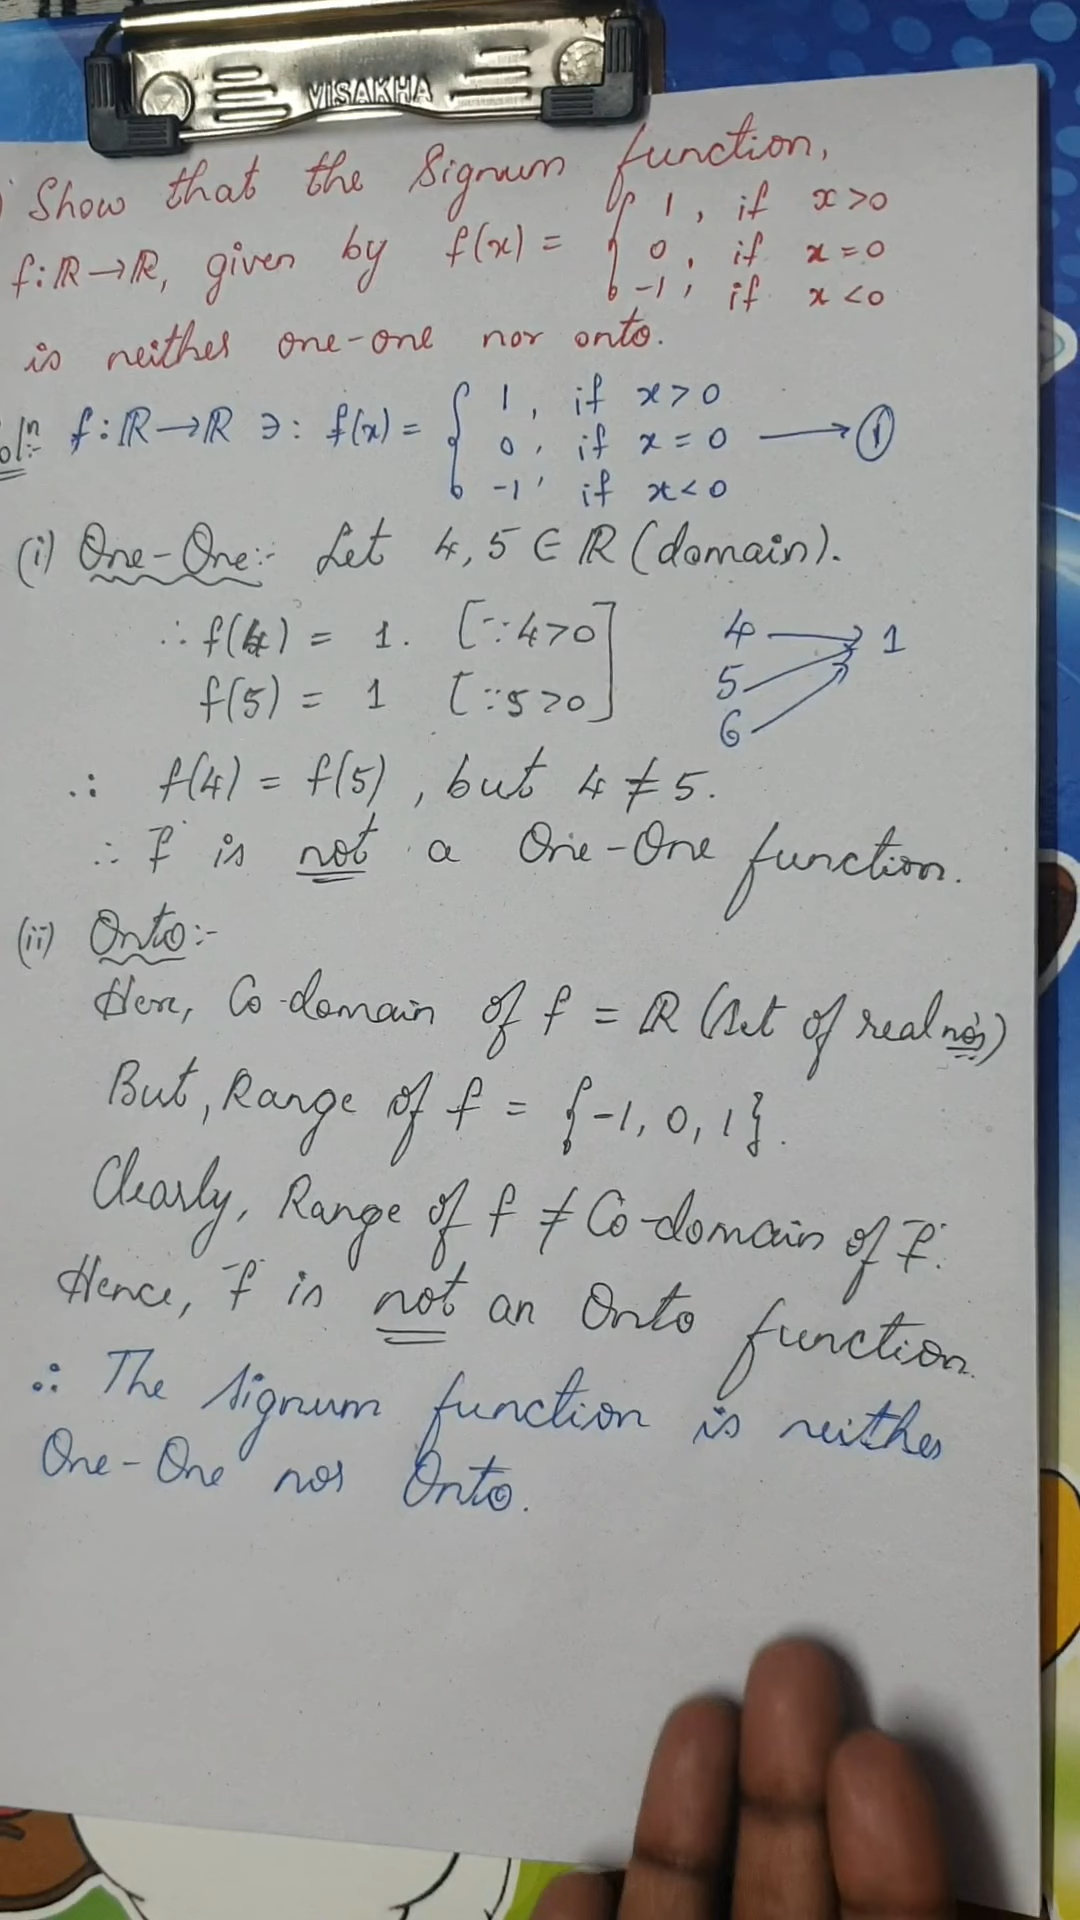 VISAKHA
Show that the Signum function,
f:ℝ→ℝ, given by f(x) = { 1, if x>0
0, if x=0
-1, if x<0
is neither one-one nor onto.
Soln:- f:ℝ→ℝ ∋: f(x) = { 1, if x>0
0, if x=0 → ①
-1, if x<0
(i) One-One:- Let 4,5 ∈ ℝ (domain).
∴ f(4) = 1. [∵4>0]
f(5) = 1 [∵5>0]
4 → 1
5
6
∴ f(4) = f(5), but 4 ≠ 5.
∴ f is not a One-One function.
(ii) Onto:-
Here, Co-domain of f = ℝ (set of real nos)
But, Range of f = {-1, 0, 1}.
Clearly, Range of f ≠ Co-domain of f.
Hence, f is not an Onto function.
∴ The Signum function is neither
One-One nor Onto.